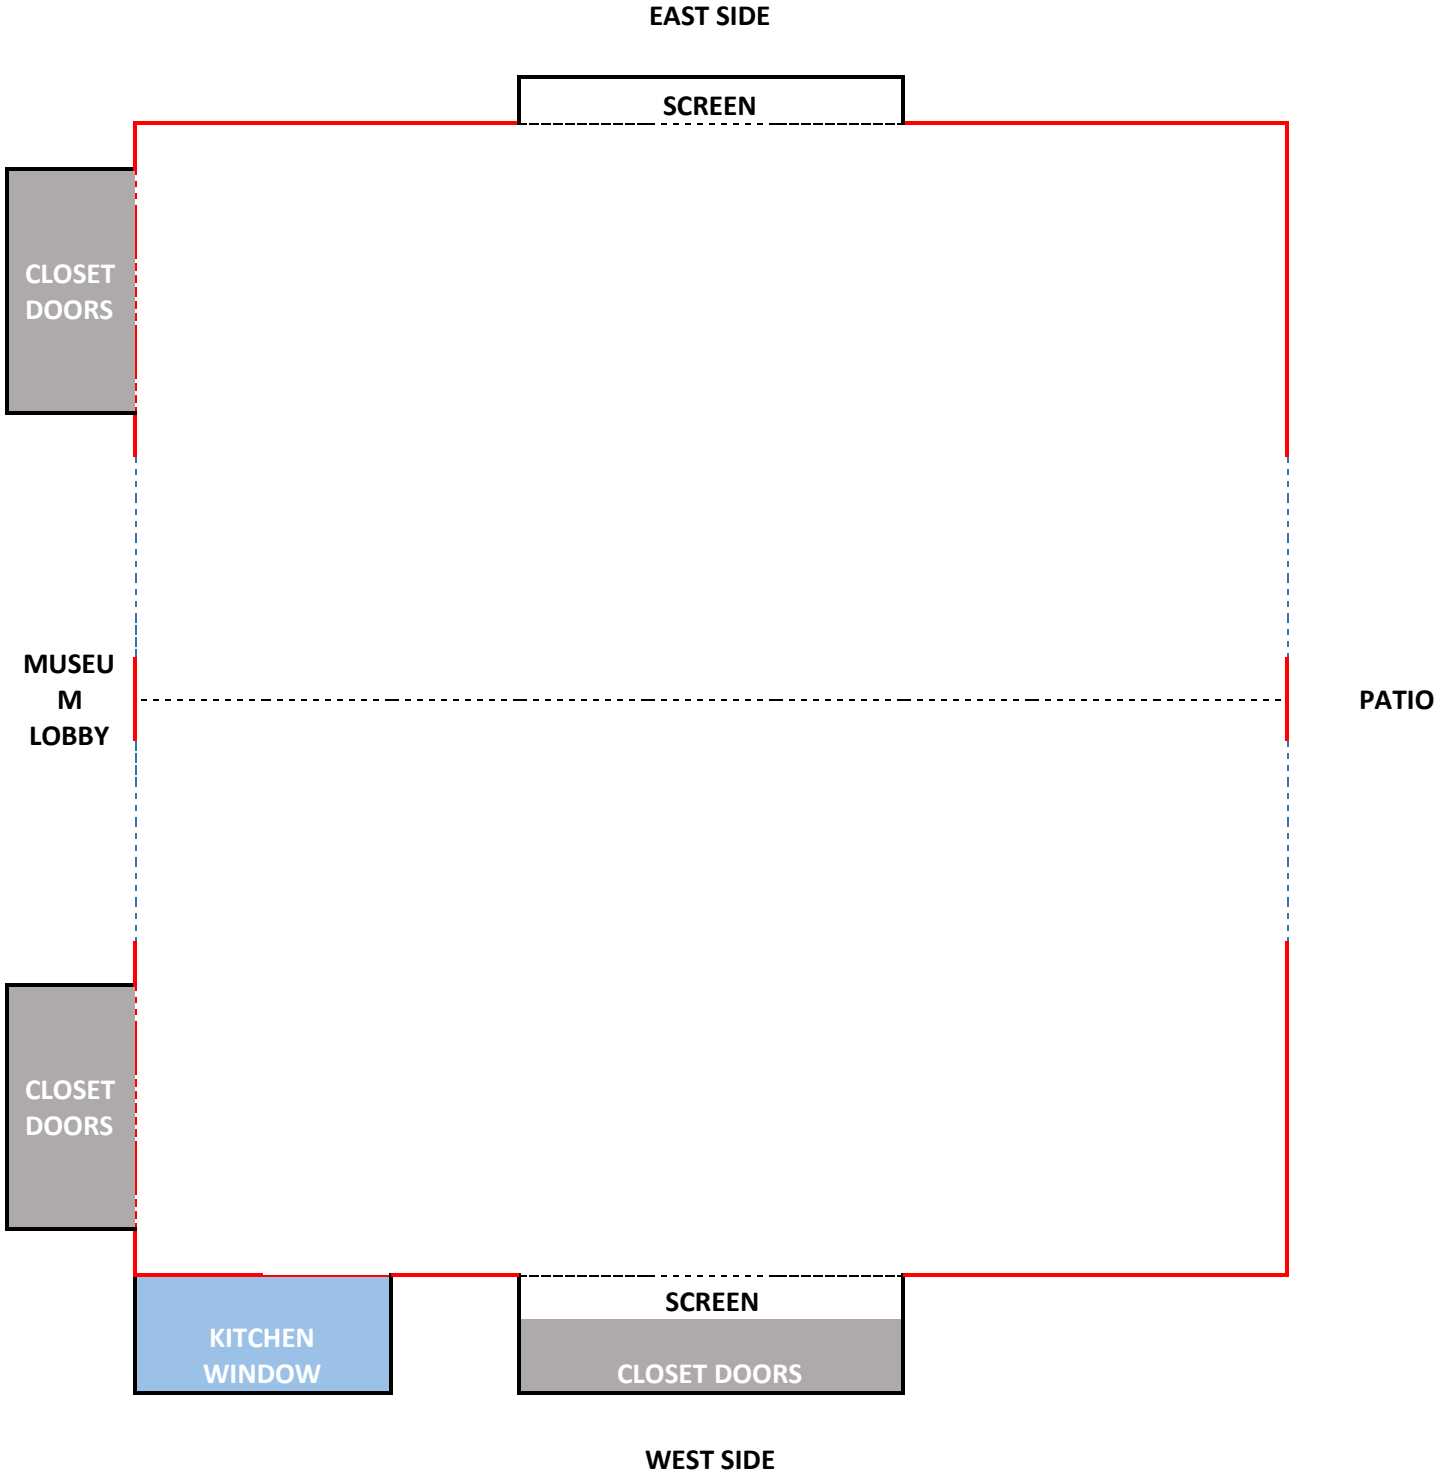 EAST SIDE
SCREEN
CLOSET
DOORS
MUSEU
M
LOBBY
PATIO
CLOSET
DOORS
SCREEN
KITCHEN
WINDOW
CLOSET DOORS
WEST SIDE